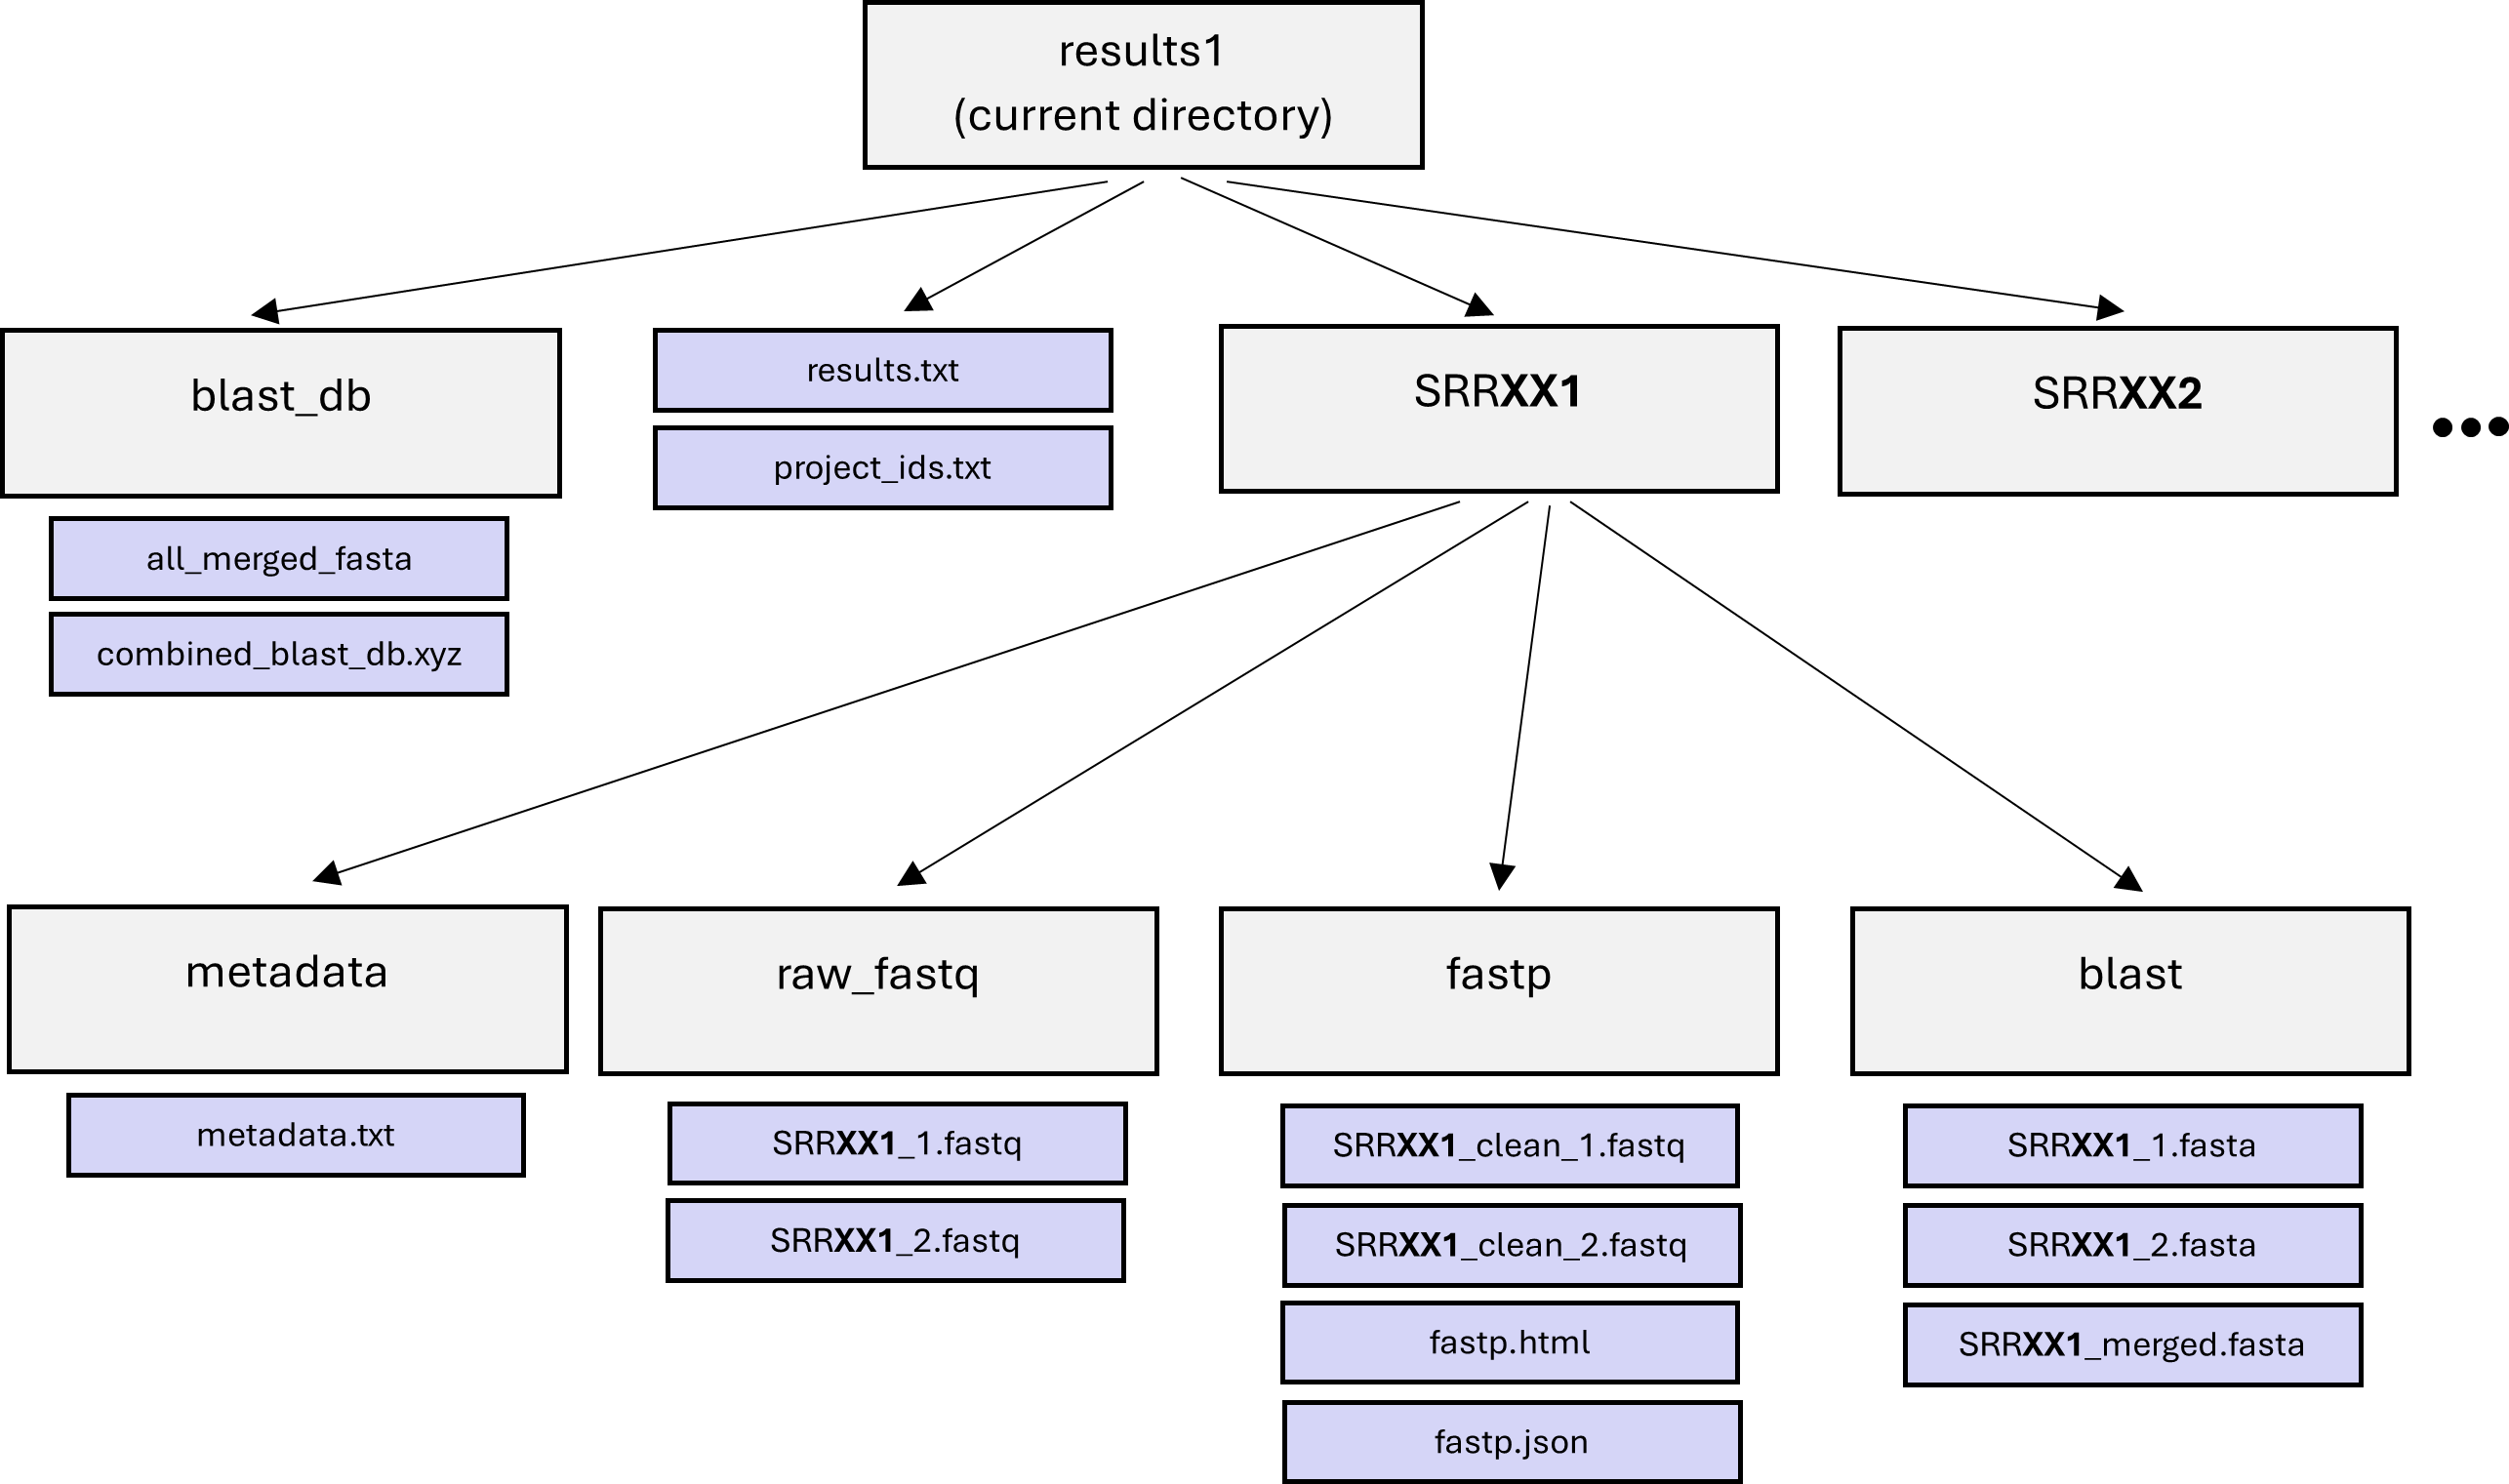 results1
(current directory)
blast_db
results.txt
project_ids.txt
SRRXX1
SRRXX2
all_merged_fasta
combined_blast_db.xyz
metadata
raw_fastq
fastp
blast
metadata.txt
SRRXX1_1.fastq
SRRXX1_2.fastq
SRRXX1_clean_1.fastq
SRRXX1_clean_2.fastq
fastp.html
fastp.json
SRRXX1_1.fasta
SRRXX1_2.fasta
SRRXX1_merged.fasta